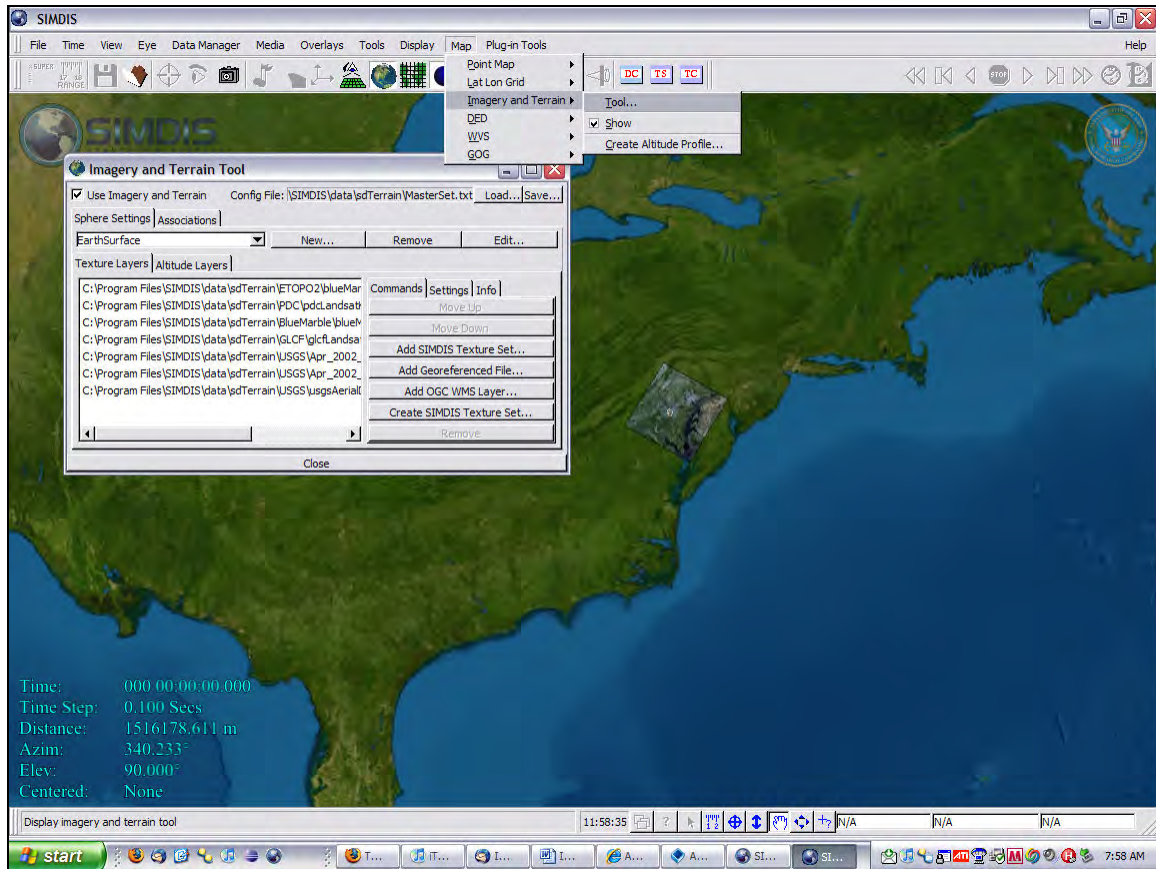 SIMDIS
File Time View Eye Data Manager Media Overlays Tools Display Map Plug-in Tools Help
SUPER
RANGE
DC TS TC
STOP
Point Map
Lat Lon Grid
Imagery and Terrain
DED
WVS
GOG
Tool...
Show
Create Altitude Profile...
SIMDIS
Imagery and Terrain Tool
Use Imagery and Terrain Config File: \SIMDIS\data\sdTerrain\MasterSet.txt Load... Save...
Sphere Settings Associations
EarthSurface New... Remove Edit...
Texture Layers Altitude Layers
C:\Program Files\SIMDIS\data\sdTerrain\ETOPO2\blueMar
C:\Program Files\SIMDIS\data\sdTerrain\PDC\pdcLandsat
C:\Program Files\SIMDIS\data\sdTerrain\BlueMarble\blueM
C:\Program Files\SIMDIS\data\sdTerrain\GLCF\glcfLandsa
C:\Program Files\SIMDIS\data\sdTerrain\USGS\Apr_2002_
C:\Program Files\SIMDIS\data\sdTerrain\USGS\Apr_2002_
C:\Program Files\SIMDIS\data\sdTerrain\USGS\usgsAerial
Commands Settings Info
Move Up
Move Down
Add SIMDIS Texture Set...
Add Georeferenced File...
Add OGC WMS Layer...
Create SIMDIS Texture Set...
Remove
Close
Time: 000 00:00:00.000
Time Step: 0.100 Secs
Distance: 1516178.611 m
Azim: 340.233°
Elev: 90.000°
Centered: None
Display imagery and terrain tool 11:58:35 N/A N/A N/A
start T... iT... I... I... A... A... SI... SI... 7:58 AM